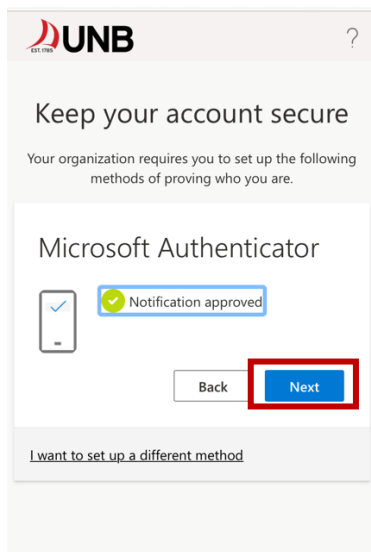 UNB
EST. 1785
?
Keep your account secure
Your organization requires you to set up the following
methods of proving who you are.
Microsoft Authenticator
Notification approved
Back
Next
I want to set up a different method